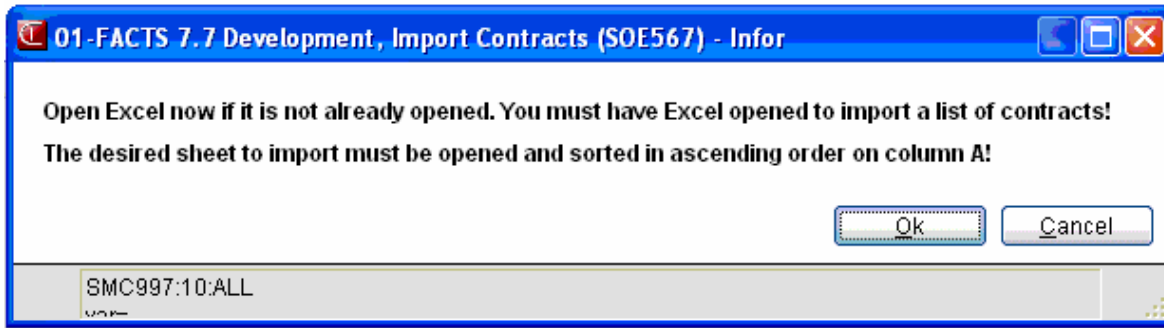 01-FACTS 7.7 Development, Import Contracts (SOE567) - Infor
Open Excel now if it is not already opened. You must have Excel opened to import a list of contracts!
The desired sheet to import must be opened and sorted in ascending order on column A!
Ok Cancel
SMC997:10:ALL